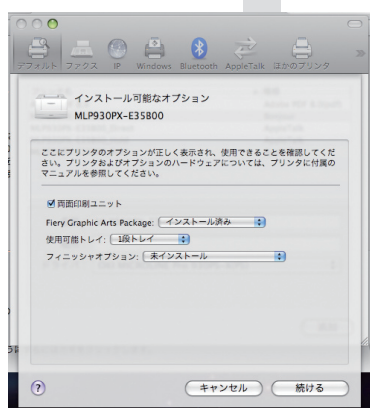 デフォルト ファクス IP Windows Bluetooth AppleTalk ほかのプリンタ
インストール可能なオプション
MLP930PX-E35800
ここにプリンタのオプションが正しく表示され、使用できることを確認してくだ
さい。プリンタおよびオプションのハードウェアについては、プリンタに付属の
マニュアルを参照してください。
両面印刷ユニット
Fiery Graphic Arts Package: インストール済み
使用可能トレイ: 1段トレイ
フィニッシャオプション: 未インストール
? キャンセル 続ける